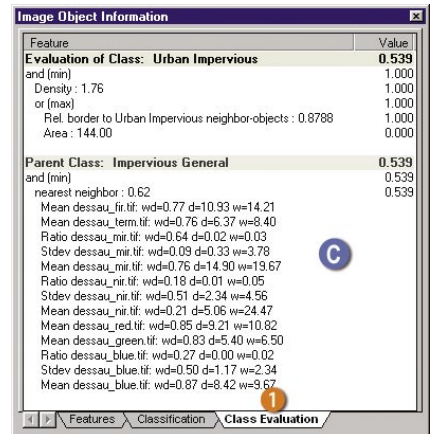 Image Object Information
Feature Value
Evaluation of Class: Urban Impervious 0.539
and (min) 1.000
Density : 1.76 1.000
or (max) 1.000
Rel. border to Urban Impervious neighbor-objects : 0.8788 1.000
Area : 144.00 0.000
Parent Class: Impervious General 0.539
and (min) 0.539
nearest neighbor : 0.62 0.539
Mean dessau_fir.tif: wd=0.77 d=10.93 w=14.21
Mean dessau_term.tif: wd=0.76 d=6.37 w=8.40
Ratio dessau_mir.tif: wd=0.64 d=0.02 w=0.03
Stdev dessau_mir.tif: wd=0.09 d=0.33 w=3.78
Mean dessau_mir.tif: wd=0.76 d=14.90 w=19.67
Ratio dessau_nir.tif: wd=0.18 d=0.01 w=0.05
Stdev dessau_nir.tif: wd=0.51 d=2.34 w=4.56
Mean dessau_nir.tif: wd=0.21 d=5.06 w=24.47
Mean dessau_red.tif: wd=0.85 d=9.21 w=10.82
Mean dessau_green.tif: wd=0.83 d=5.40 w=6.50
Ratio dessau_blue.tif: wd=0.27 d=0.00 w=0.02
Stdev dessau_blue.tif: wd=0.50 d=1.17 w=2.34
Mean dessau_blue.tif: wd=0.87 d=8.42 w=9.67
C
1
Features Classification Class Evaluation